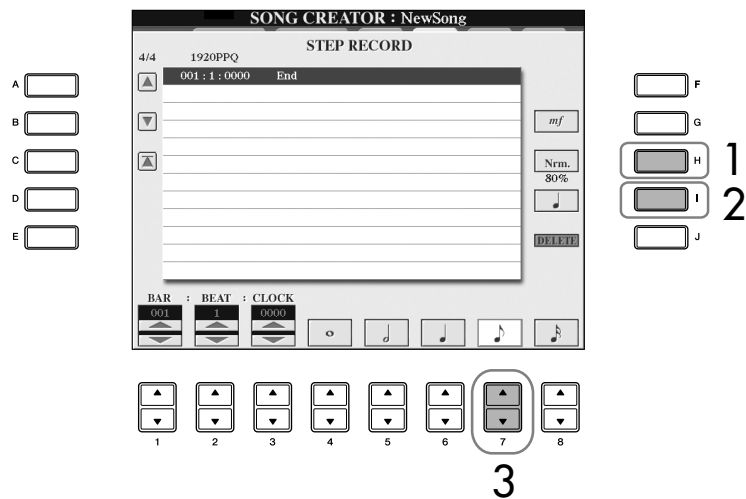 SONG CREATOR : NewSong
STEP RECORD
4/4 1920PPQ
001 : 1 : 0000 End
A
B
C
D
E
mf
Nrm.
80%
DELETE
F
G
H
I
J
1
2
BAR : BEAT : CLOCK
001 1 0000
1 2 3 4 5 6 7 8
3